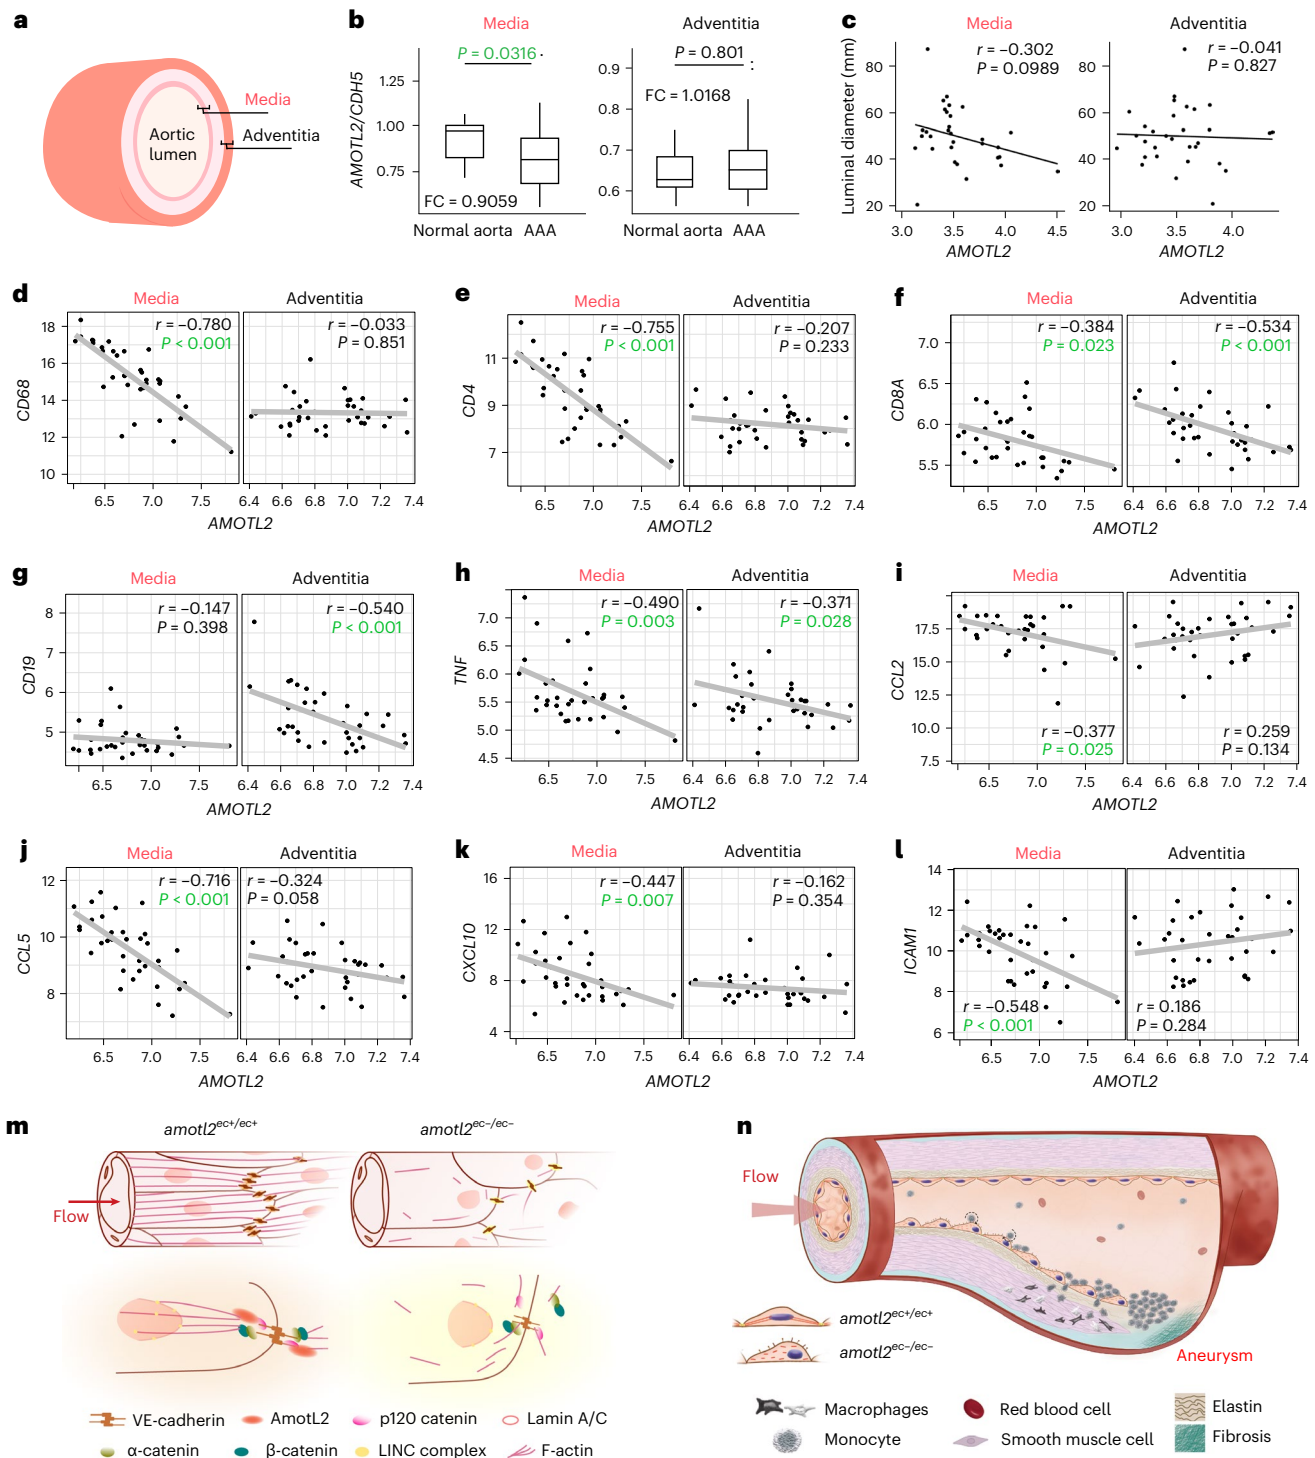 a
Aortic
lumen
Media
Adventitia
b
Media
Adventitia
P = 0.0316
P = 0.801
AMOTL2/CDH5
1.25
1.00
0.75
FC = 0.9059
0.9
0.8
0.7
0.6
FC = 1.0168
Normal aorta AAA
Normal aorta AAA
c
Media
Adventitia
r = −0.302
P = 0.0989
r = −0.041
P = 0.827
Luminal diameter (mm)
80
60
40
20
80
60
40
20
3.0 3.5 4.0 4.5
3.0 3.5 4.0
AMOTL2
AMOTL2
d
Media
Adventitia
r = −0.780
P < 0.001
r = −0.033
P = 0.851
CD68
18
16
14
12
10
6.5 7.0 7.5 6.4 6.6 6.8 7.0 7.2 7.4
AMOTL2
e
Media
Adventitia
r = −0.755
P < 0.001
r = −0.207
P = 0.233
CD4
11
9
7
6.5 7.0 7.5 6.4 6.6 6.8 7.0 7.2 7.4
AMOTL2
f
Media
Adventitia
r = −0.384
P = 0.023
r = −0.534
P < 0.001
CD8A
7.0
6.5
6.0
5.5
6.5 7.0 7.5 6.4 6.6 6.8 7.0 7.2 7.4
AMOTL2
g
Media
Adventitia
r = −0.147
P = 0.398
r = −0.540
P < 0.001
CD19
8
7
6
5
6.5 7.0 7.5 6.4 6.6 6.8 7.0 7.2 7.4
AMOTL2
h
Media
Adventitia
r = −0.490
P = 0.003
r = −0.371
P = 0.028
TNF
7.0
6.5
6.0
5.5
5.0
4.5
6.5 7.0 7.5 6.4 6.6 6.8 7.0 7.2 7.4
AMOTL2
i
Media
Adventitia
CCL2
17.5
15.0
12.5
10.0
7.5
r = −0.377
P = 0.025
r = 0.259
P = 0.134
6.5 7.0 7.5 6.4 6.6 6.8 7.0 7.2 7.4
AMOTL2
j
Media
Adventitia
r = −0.716
P < 0.001
r = −0.324
P = 0.058
CCL5
12
10
8
6.5 7.0 7.5 6.4 6.6 6.8 7.0 7.2 7.4
AMOTL2
k
Media
Adventitia
r = −0.447
P = 0.007
r = −0.162
P = 0.354
CXCL10
16
12
8
4
6.5 7.0 7.5 6.4 6.6 6.8 7.0 7.2 7.4
AMOTL2
l
Media
Adventitia
ICAM1
14
12
10
8
6
r = −0.548
P < 0.001
r = 0.186
P = 0.284
6.5 7.0 7.5 6.4 6.6 6.8 7.0 7.2 7.4
AMOTL2
m
amotl2ec+/ec+
amotl2ec−/ec−
Flow
VE-cadherin
AmotL2
p120 catenin
Lamin A/C
α-catenin
β-catenin
LINC complex
F-actin
n
Flow
amotl2ec+/ec+
amotl2ec−/ec−
Aneurysm
Macrophages
Red blood cell
Elastin
Monocyte
Smooth muscle cell
Fibrosis